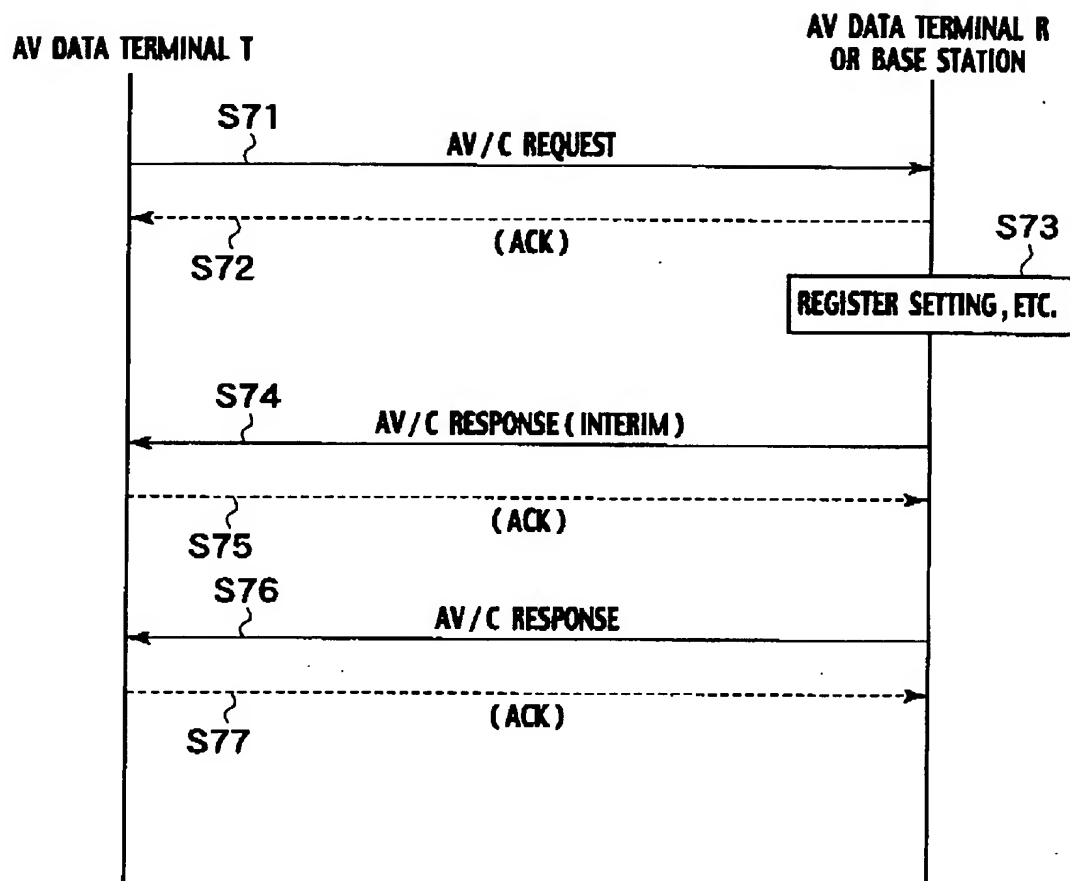 AV DATA TERMINAL T
AV DATA TERMINAL R
OR BASE STATION
S71
AV/C REQUEST
(ACK)
S72
S73
REGISTER SETTING, ETC.
S74
AV/C RESPONSE (INTERIM)
(ACK)
S75
S76
AV/C RESPONSE
(ACK)
S77